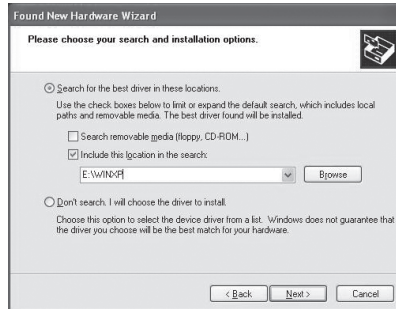 Found New Hardware Wizard
Please choose your search and installation options.
Search for the best driver in these locations.
Use the check boxes below to limit or expand the default search, which includes local
paths and removable media. The best driver found will be installed.
Search removable media (floppy, CD-ROM...)
Include this location in the search:
E:\WINXP
Browse
Don't search. I will choose the driver to install.
Choose this option to select the device driver from a list. Windows does not guarantee that
the driver you choose will be the best match for your hardware.
< Back Next > Cancel